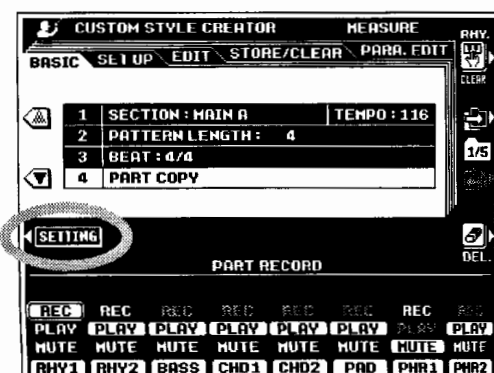 CUSTOM STYLE CREATOR MEASURE
BASIC SET UP EDIT STORE/CLEAR PARA. EDIT
RHY.
CLEAR
1 SECTION : MAIN A TEMPO : 116
2 PATTERN LENGTH : 4
3 BEAT : 4/4
1/5
4 PART COPY
SETTING
DEL.
PART RECORD
REC REC REC REC REC REC REC REC
PLAY PLAY PLAY PLAY PLAY PLAY PLAY PLAY
MUTE MUTE MUTE MUTE MUTE MUTE MUTE MUTE
RHY1 RHY2 BASS CHD1 CHD2 PAD PHR1 PHR2